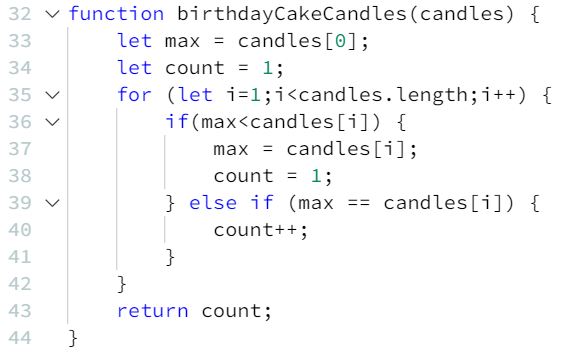 32 function birthdayCakeCandles(candles) {
33     let max = candles[0];
34     let count = 1;
35     for (let i=1;i<candles.length;i++) {
36         if(max<candles[i]) {
37             max = candles[i];
38             count = 1;
39         } else if (max == candles[i]) {
40             count++;
41         }
42     }
43     return count;
44 }